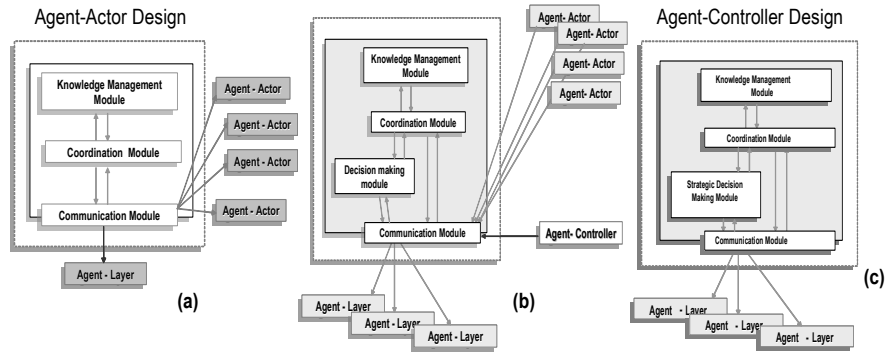 Agent-Actor Design
Knowledge Management
Module
Coordination Module
Communication Module
Agent - Actor
Agent - Actor
Agent - Actor
Agent - Actor
Agent - Layer
(a)
Agent- Actor
Agent- Actor
Agent- Actor
Agent- Actor
Knowledge Management
Module
Coordination Module
Decision making
module
Communication Module
Agent- Controller
Agent - Layer
Agent - Layer
Agent - Layer
(b)
Agent-Controller Design
Knowledge Management
Module
Coordination Module
Strategic Decision
Making Module
Communication Module
Agent - Layer
Agent - Layer
Agent - Layer
(c)